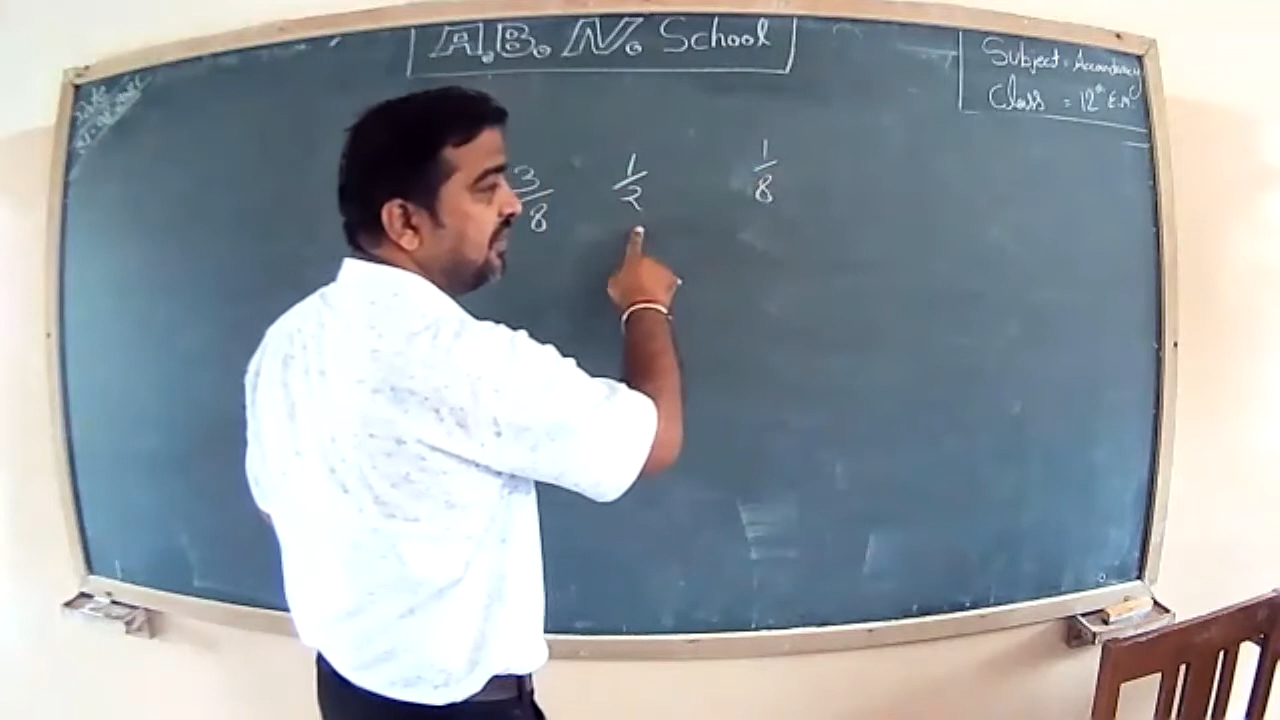 A.B.N. School
Subject = Accountancy
Class = 12th E.M
3/8 1/2 1/8